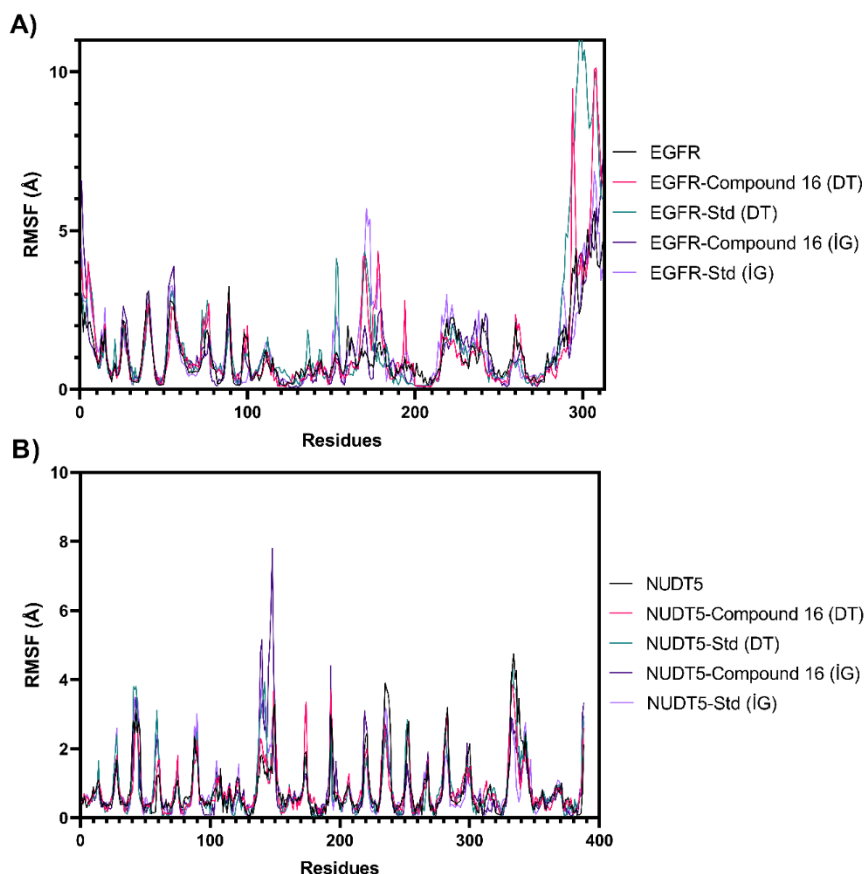 A)
10
5
0
RMSF (Å)
0
100
200
300
Residues
EGFR
EGFR-Compound 16 (DT)
EGFR-Std (DT)
EGFR-Compound 16 (İG)
EGFR-Std (İG)
B)
10
8
6
4
2
0
RMSF (Å)
0
100
200
300
400
Residues
NUDT5
NUDT5-Compound 16 (DT)
NUDT5-Std (DT)
NUDT5-Compound 16 (İG)
NUDT5-Std (İG)